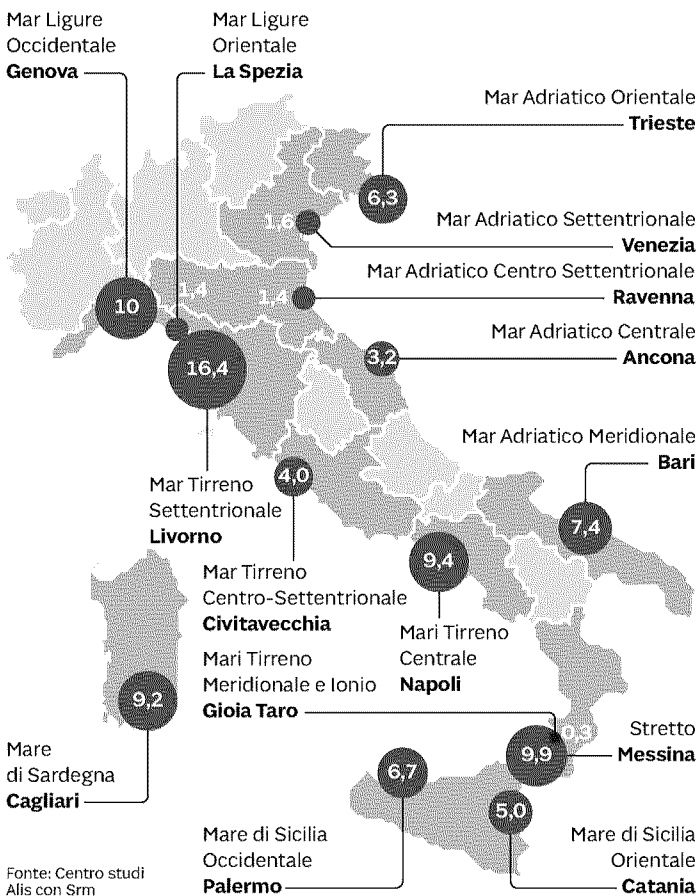 Mar Ligure
Occidentale
Genova
Mar Ligure
Orientale
La Spezia
Mar Adriatico Orientale
Trieste
6,3
Mar Adriatico Settentrionale
Venezia
1,6
Mar Adriatico Centro Settentrionale
Ravenna
1,4
1,4
10
Mar Adriatico Centrale
Ancona
3,2
16,4
Mar Adriatico Meridionale
Bari
7,4
4,0
Mar Tirreno
Settentrionale
Livorno
9,4
Mar Tirreno
Centro-Settentrionale
Civitavecchia
Mari Tirreno
Centrale
Napoli
Mari Tirreno
Meridionale e Ionio
Gioia Taro
9,2
0,3
Stretto
Messina
9,9
Mare
di Sardegna
Cagliari
6,7
5,0
Mare di Sicilia
Occidentale
Palermo
Mare di Sicilia
Orientale
Catania
Fonte: Centro studi
Alis con Srm